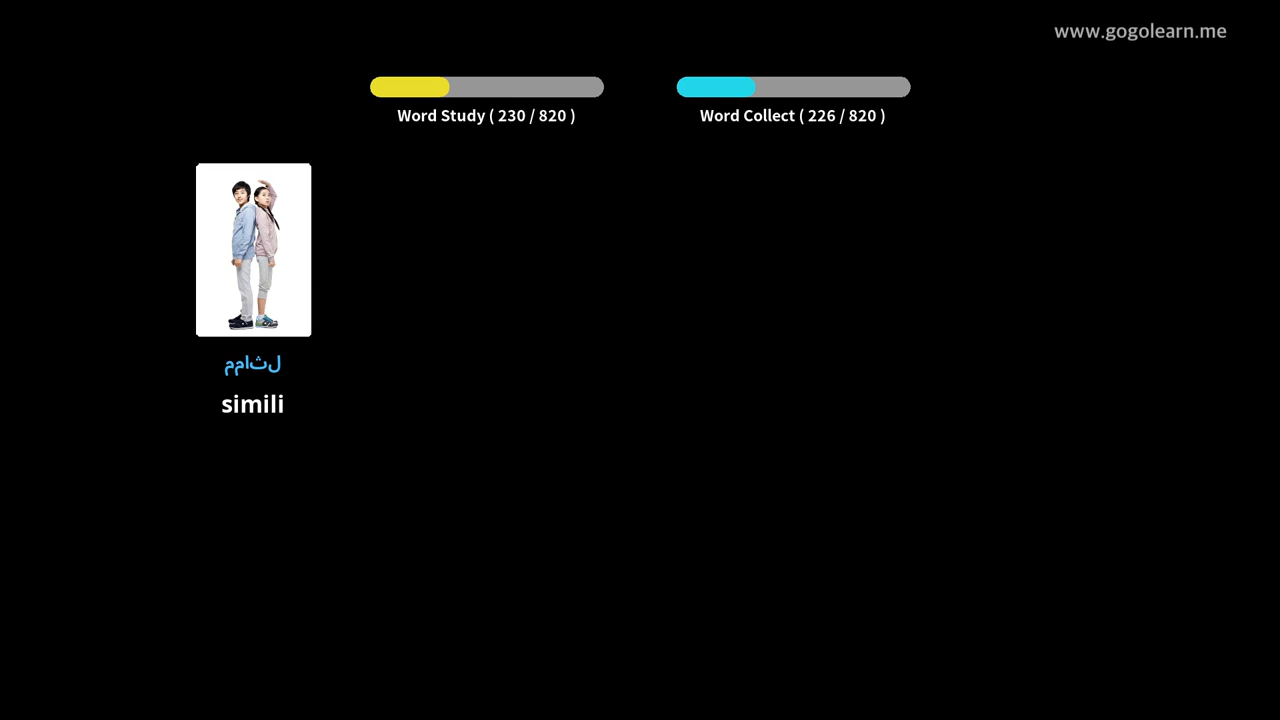 www.gogolearn.me
Word Study ( 230 / 820 )
Word Collect ( 226 / 820 )
مماثل
simili